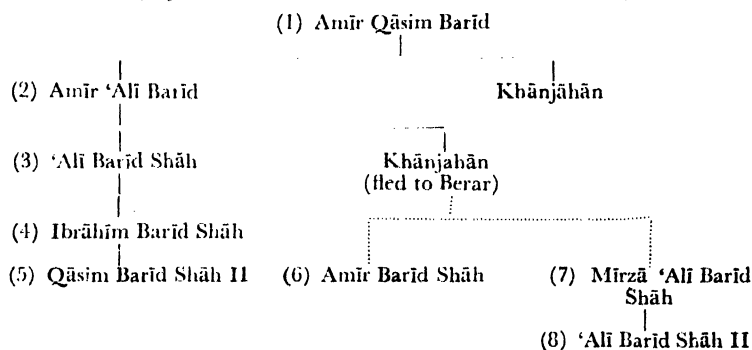 (1) Amīr Qāsim Barīd
(2) Amīr ‘Alī Barīd Khānjāhān
(3) ‘Alī Barīd Shāh Khānjahān
(fled to Berar)
(4) Ibrāhīm Barīd Shāh
(5) Qāsim Barīd Shāh II (6) Amīr Barīd Shāh (7) Mīrzā ‘Alī Barīd
Shāh
(8) ‘Alī Barīd Shāh II